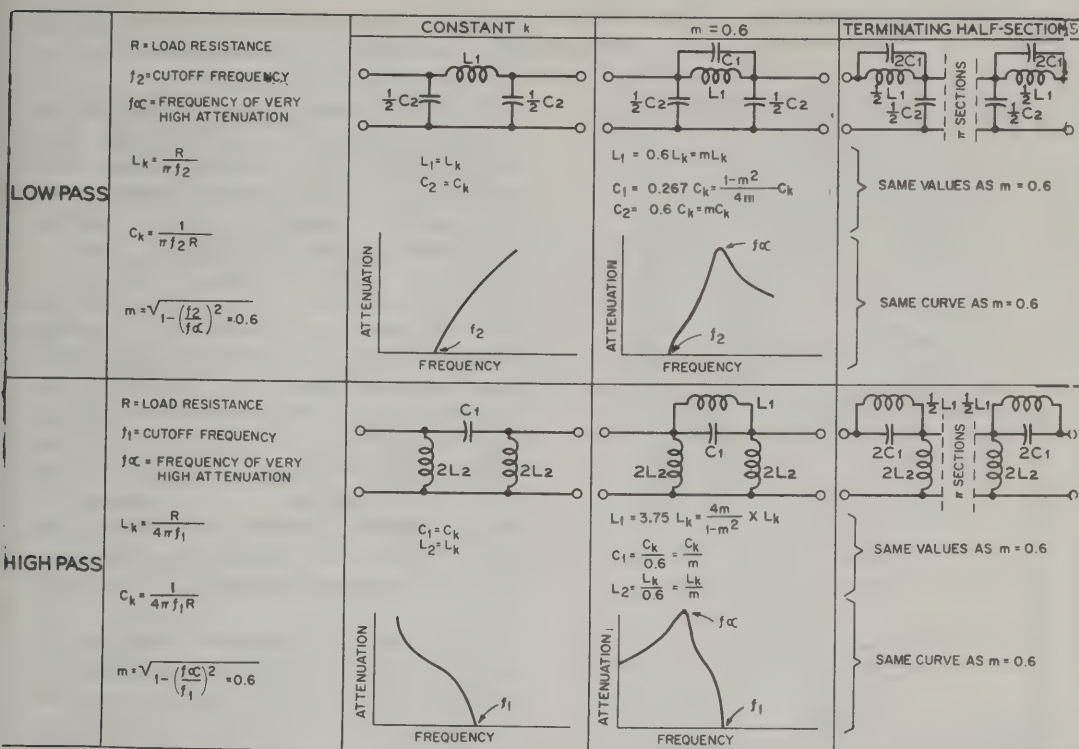 CONSTANT k
m = 0.6
TERMINATING HALF-SECTIONS
LOW PASS
R = LOAD RESISTANCE
f2 = CUTOFF FREQUENCY
f∝ = FREQUENCY OF VERY
HIGH ATTENUATION
Lk = R / πf2
Ck = 1 / πf2R
m = √1-(f2/f∝)² = 0.6
L1
½C2
½C2
L1 = Lk
C2 = Ck
ATTENUATION
f2
FREQUENCY
C1
L1
½C2
½C2
L1 = 0.6 Lk = mLk
C1 = 0.267 Ck = 1-m² / 4m Ck
C2 = 0.6 Ck = mCk
ATTENUATION
f∝
f2
FREQUENCY
2C1
½L1
½C2
π SECTIONS
2C1
½L1
½C2
SAME VALUES AS m = 0.6
SAME CURVE AS m = 0.6
HIGH PASS
R = LOAD RESISTANCE
f1 = CUTOFF FREQUENCY
f∝ = FREQUENCY OF VERY
HIGH ATTENUATION
Lk = R / 4πf1
Ck = 1 / 4πf1R
m = √1-(f∝/f1)² = 0.6
C1
2L2
2L2
C1 = Ck
L2 = Lk
ATTENUATION
f1
FREQUENCY
L1
C1
2L2
2L2
L1 = 3.75 Lk = 4m / 1-m² X Lk
C1 = Ck / 0.6 = Ck / m
L2 = Lk / 0.6 = Lk / m
ATTENUATION
f∝
f1
FREQUENCY
½L1
½L1
2C1
2L2
π SECTIONS
2C1
2L2
SAME VALUES AS m = 0.6
SAME CURVE AS m = 0.6